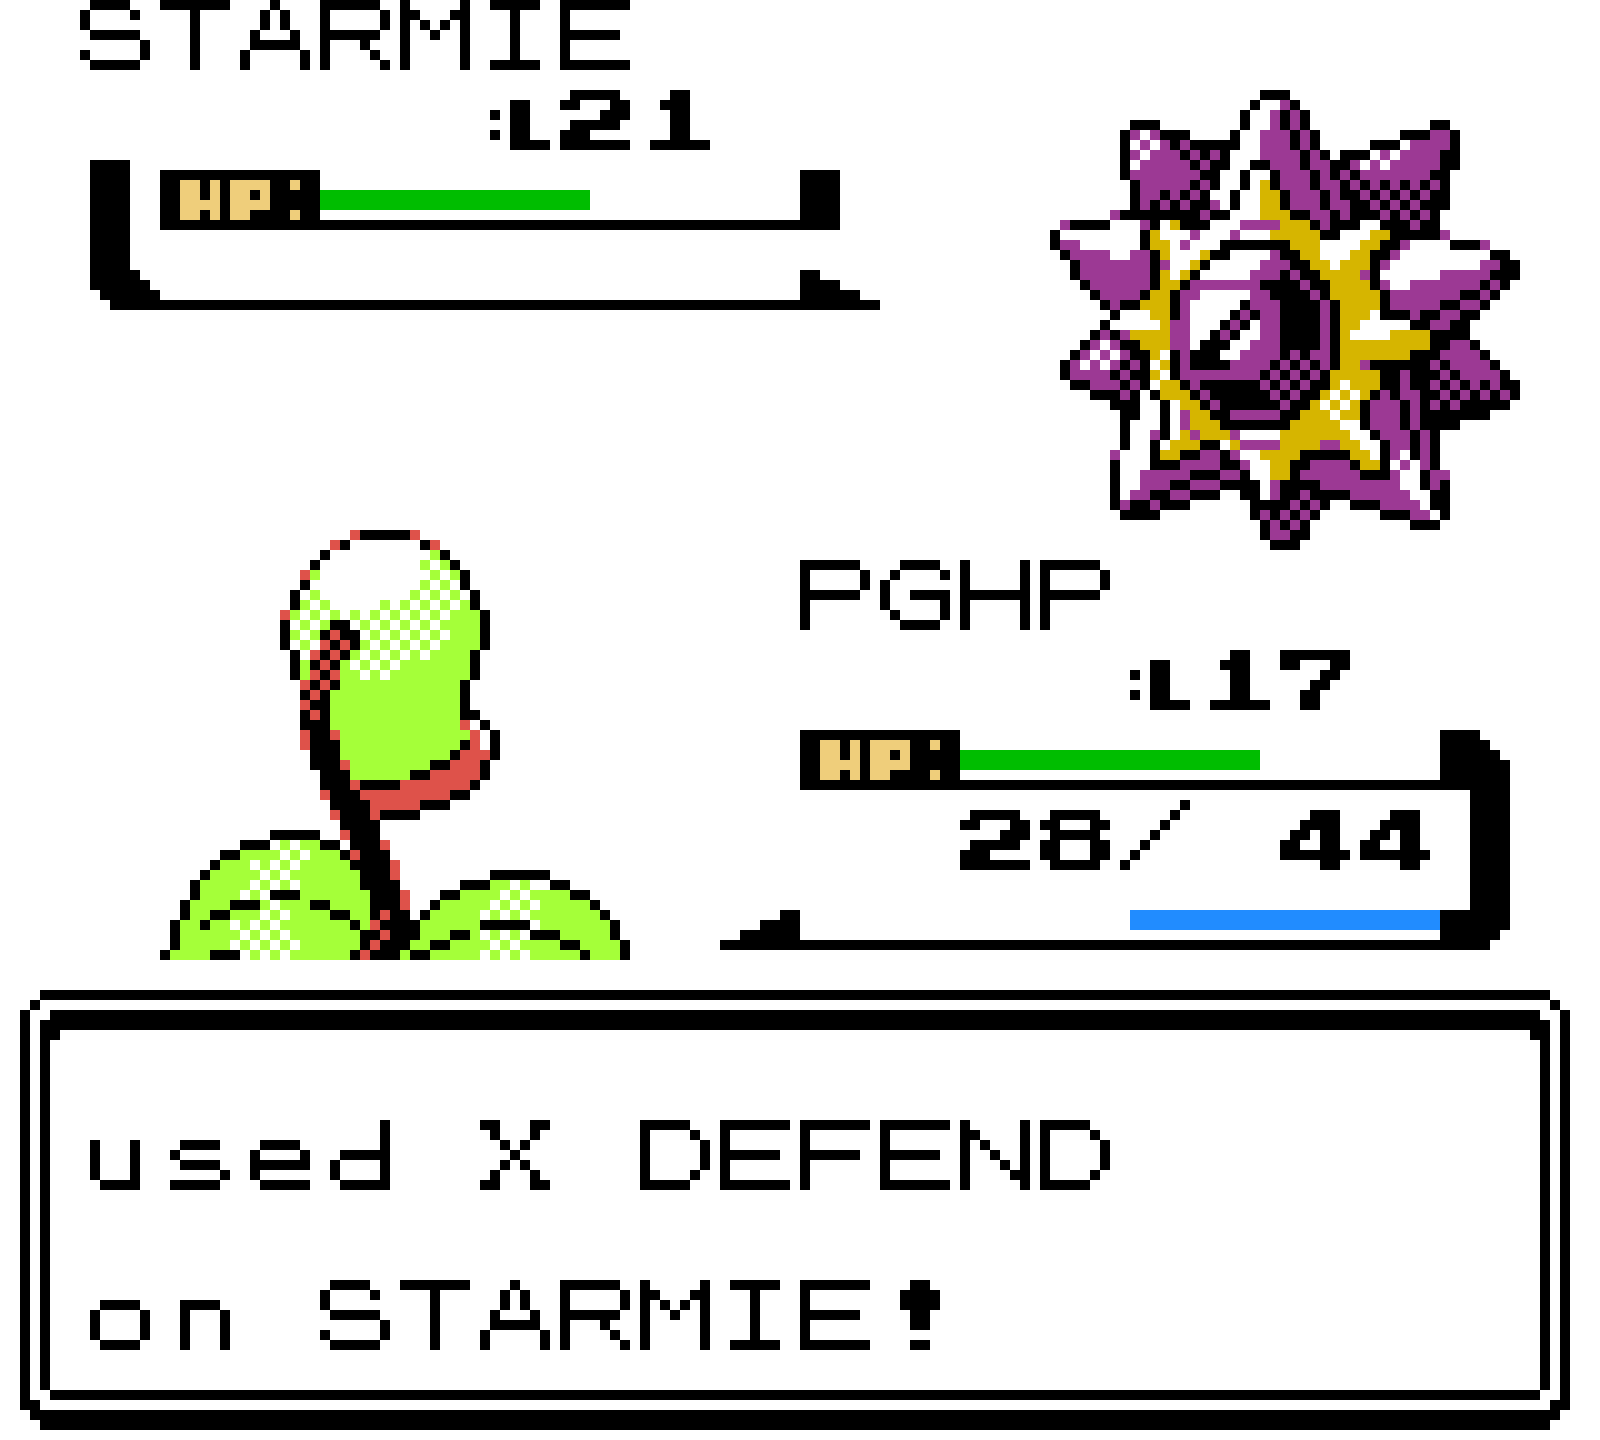 STARMIE
:L21
HP:
PGHP
:L17
HP:
28/ 44
used X DEFEND
on STARMIE!